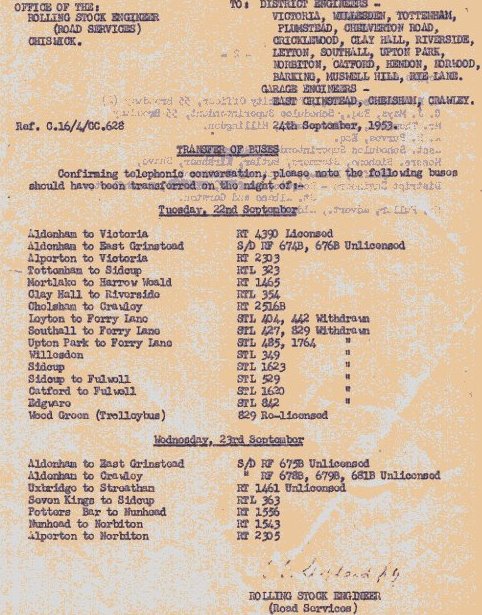 OFFICE OF THE:
ROLLING STOCK ENGINEER
(ROAD SERVICES)
CHISWICK.
TO: DISTRICT ENGINEERS -
VICTORIA, WILLESDEN, TOTTENHAM,
PLUMSTEAD, CHELVERTON ROAD,
CRICKLEWOOD, CLAY HALL, RIVERSIDE,
LEYTON, SOUTHALL, UPTON PARK,
NORBITON, CATFORD, HENDON, NORWOOD,
BARKING, MUSWELL HILL, RYE LANE.
GARAGE ENGINEERS -
EAST GRINSTEAD, CHELSHAM, CRAWLEY.
Ref. C.16/4/CC.628
24th September, 1953.
TRANSFER OF BUSES
Confirming telephonic conversation, please note the following buses
should have been transferred on the night of:-
Tuesday, 22nd September
Aldenham to Victoria RT 4390 Licensed
Aldenham to East Grinstead S/D RF 674B, 676B Unlicensed
Alperton to Victoria RT 2303
Tottenham to Sidcup RTL 323
Mortlake to Harrow Weald RT 1465
Clay Hall to Riverside RTL 354
Chelsham to Crawley RT 2516B
Leyton to Ferry Lane STL 404, 442 Withdrawn
Southall to Ferry Lane STL 427, 829 Withdrawn
Upton Park to Ferry Lane STL 485, 1764 "
Willesden STL 349 "
Sidcup STL 1623 "
Sidcup to Fulwell STL 529 "
Catford to Fulwell STL 1620 "
Edgware STL 842 "
Wood Green (Trolleybus) 829 Re-licensed
Wednesday, 23rd September
Aldenham to East Grinstead S/D RF 675B Unlicensed
Aldenham to Crawley " RF 678B, 679B, 681B Unlicensed
Uxbridge to Streatham RT 1461 Unlicensed
Seven Kings to Sidcup RTL 363
Potters Bar to Nunhead RT 1556
Nunhead to Norbiton RT 1543
Alperton to Norbiton RT 2305
ROLLING STOCK ENGINEER
(Road Services)